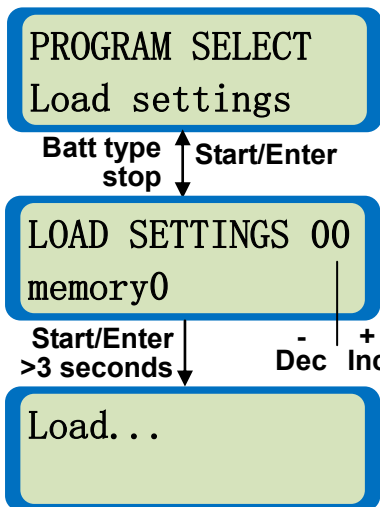 PROGRAM SELECT
Load settings
Batt type
stop
Start/Enter
LOAD SETTINGS 00
memory0
Start/Enter
>3 seconds
- +
Dec Inc
Load...